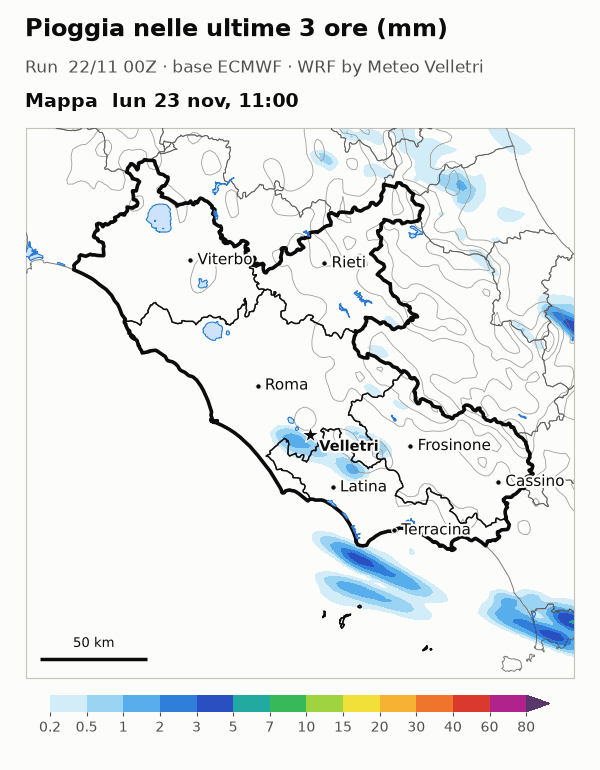 Pioggia nelle ultime 3 ore (mm)
Run  22/11 00Z · base ECMWF · WRF by Meteo Velletri
Mappa  lun 23 nov, 11:00
Viterbo
Rieti
Roma
Velletri
Frosinone
Cassino
Latina
Terracina
50 km
0.2 0.5 1 2 3 5 7 10 15 20 30 40 60 80